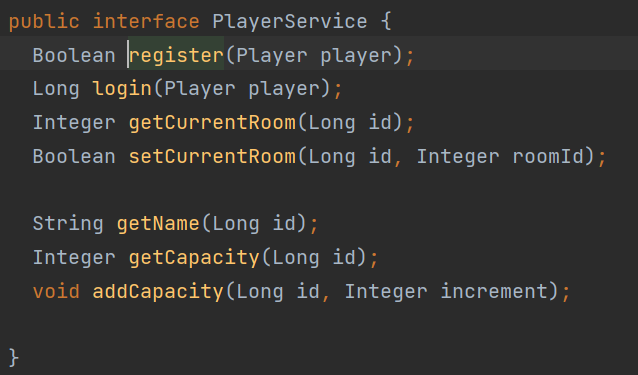 public interface PlayerService {
Boolean register(Player player);
Long login(Player player);
Integer getCurrentRoom(Long id);
Boolean setCurrentRoom(Long id, Integer roomId);
String getName(Long id);
Integer getCapacity(Long id);
void addCapacity(Long id, Integer increment);
}